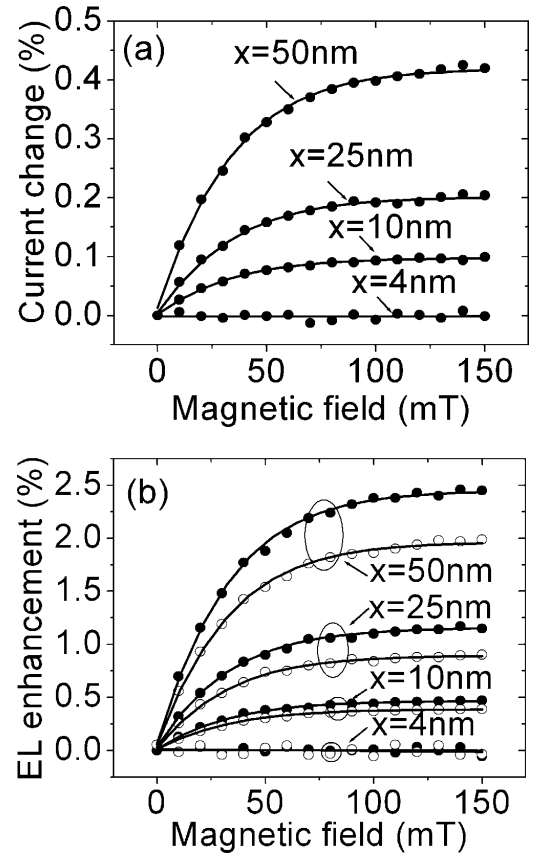 (a)
Current change (%)
0.5
0.4
0.3
0.2
0.1
0.0
x=50nm
x=25nm
x=10nm
x=4nm
0 50 100 150
Magnetic field (mT)
(b)
EL enhancement (%)
2.5
2.0
1.5
1.0
0.5
0.0
x=50nm
x=25nm
x=10nm
x=4nm
0 50 100 150
Magnetic field (mT)